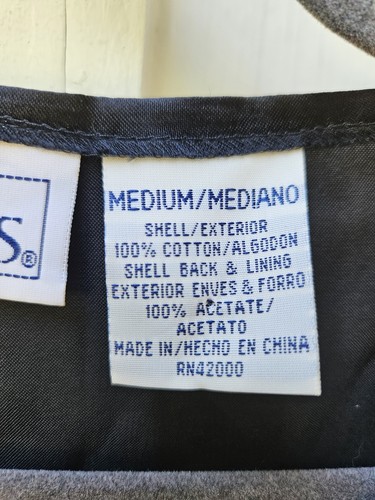 S®
MEDIUM/MEDIANO
SHELL/EXTERIOR
100% COTTON/ALGODON
SHELL BACK & LINING
EXTERIOR ENVES & FORRO
100% ACETATE/
ACETATO
MADE IN/HECHO EN CHINA
RN42000